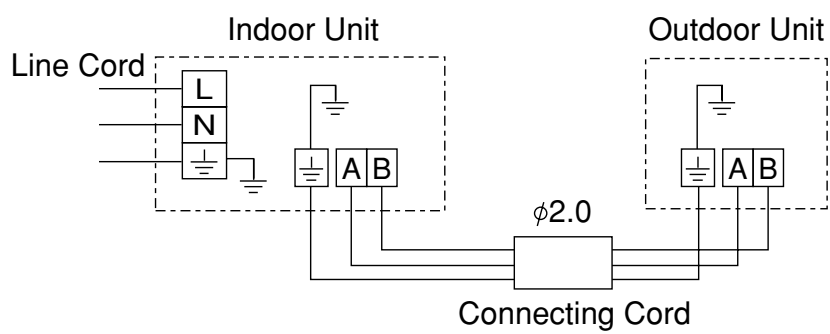 Indoor Unit
Outdoor Unit
Line Cord
L
N
A B
A B
ϕ2.0
Connecting Cord